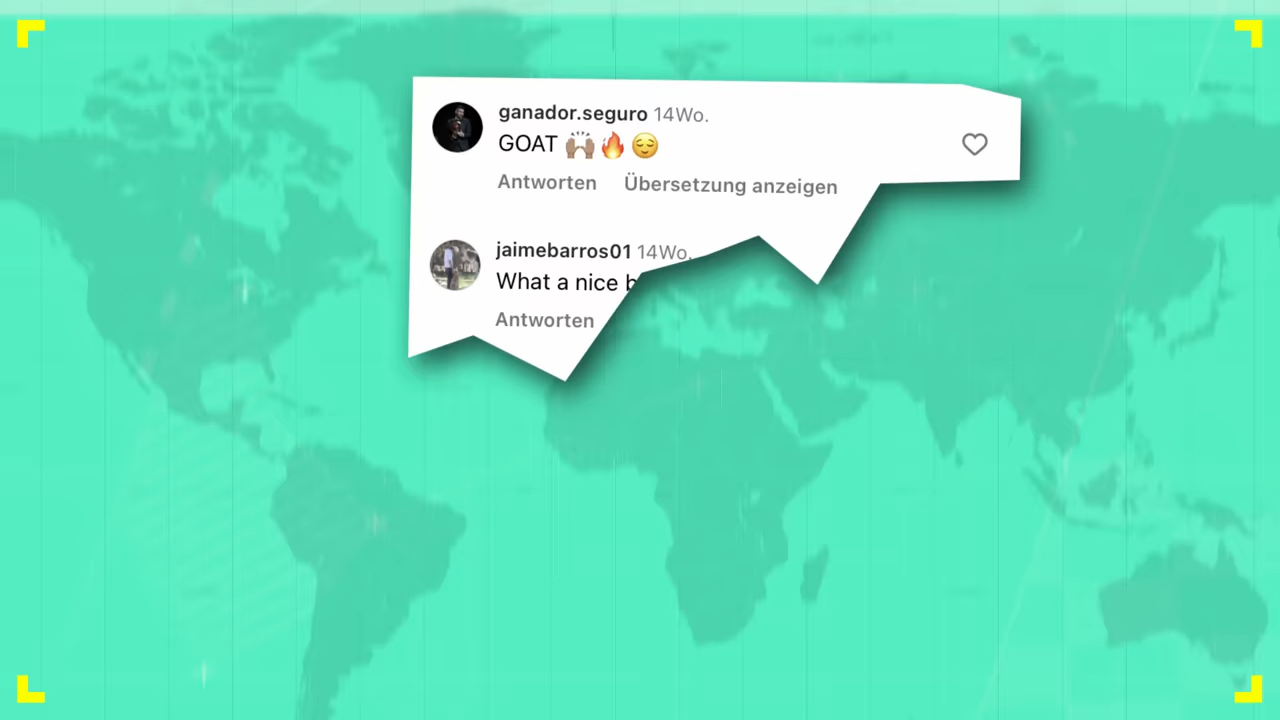 ganador.seguro 14Wo.
GOAT 🙌🏽🔥😌
Antworten Übersetzung anzeigen
jaimebarros01 14Wo.
What a nice
Antworten